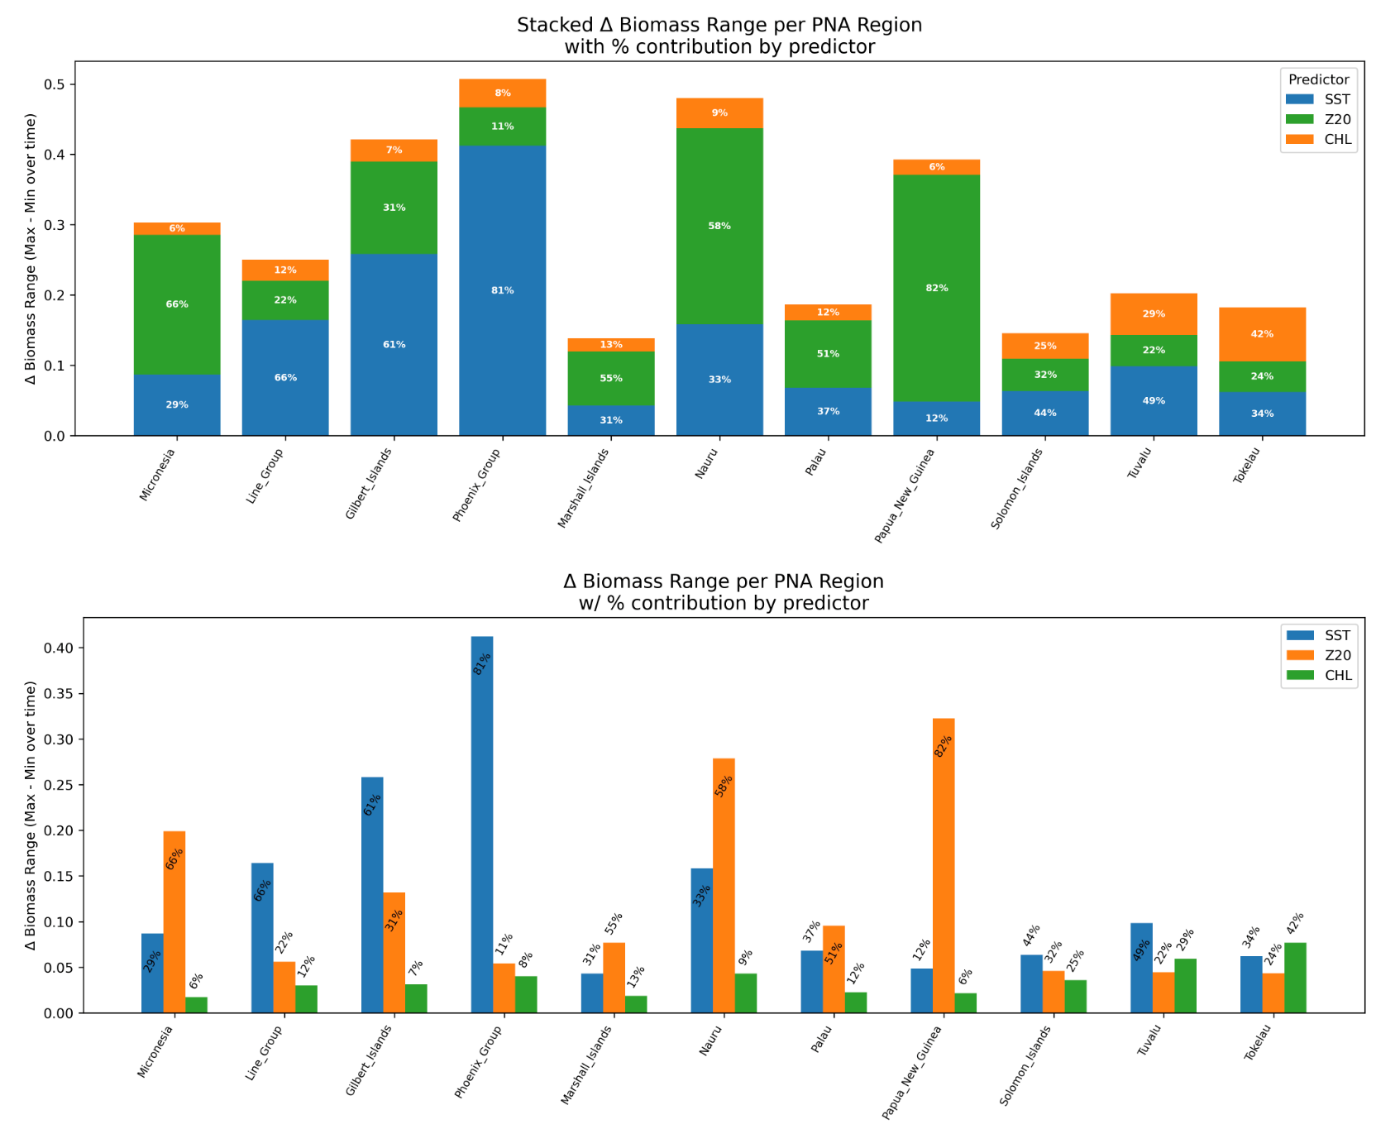 Stacked Δ Biomass Range per PNA Region
with % contribution by predictor
Δ Biomass Range (Max - Min over time)
0.5
0.4
0.3
0.2
0.1
0.0
Predictor
SST
Z20
CHL
6%
66%
29%
12%
22%
66%
7%
31%
61%
8%
11%
81%
13%
55%
31%
9%
58%
33%
12%
51%
37%
6%
82%
12%
25%
32%
44%
29%
22%
49%
42%
24%
34%
Micronesia
Line_Group
Gilbert_Islands
Phoenix_Group
Marshall_Islands
Nauru
Palau
Papua_New_Guinea
Solomon_Islands
Tuvalu
Tokelau
Δ Biomass Range per PNA Region
w/ % contribution by predictor
Δ Biomass Range (Max - Min over time)
0.40
0.35
0.30
0.25
0.20
0.15
0.10
0.05
0.00
SST
Z20
CHL
29%
66%
6%
66%
22%
12%
61%
31%
7%
81%
11%
8%
31%
55%
13%
33%
58%
9%
37%
51%
12%
12%
82%
6%
44%
32%
25%
49%
22%
29%
34%
24%
42%
Micronesia
Line_Group
Gilbert_Islands
Phoenix_Group
Marshall_Islands
Nauru
Palau
Papua_New_Guinea
Solomon_Islands
Tuvalu
Tokelau